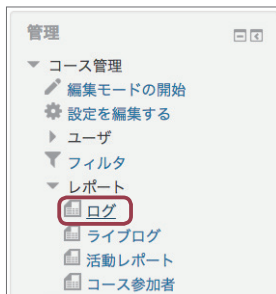 管理
コース管理
編集モードの開始
設定を編集する
ユーザ
フィルタ
レポート
ログ
ライブログ
活動レポート
コース参加者